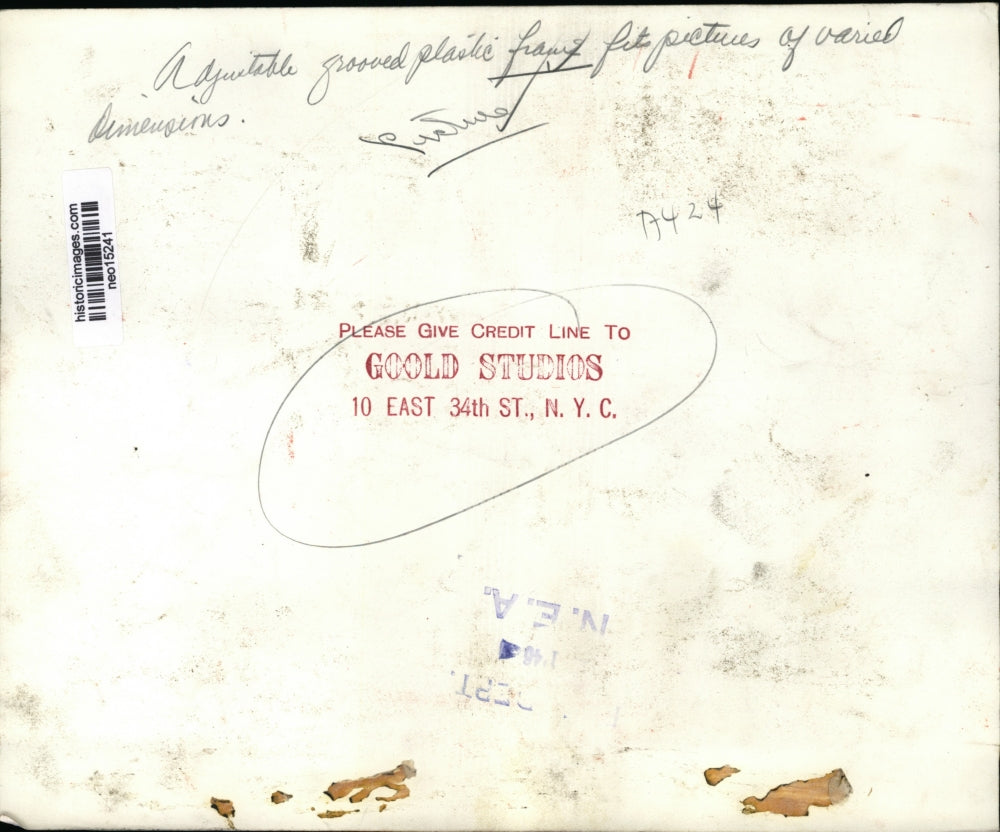 Adjustable grooved plastic frame fits pictures of varied
dimensions.
Picture
A424
historicimages.com
neo15241
PLEASE GIVE CREDIT LINE TO
GOOLD STUDIOS
10 EAST 34th ST., N. Y. C.
N.E.A.